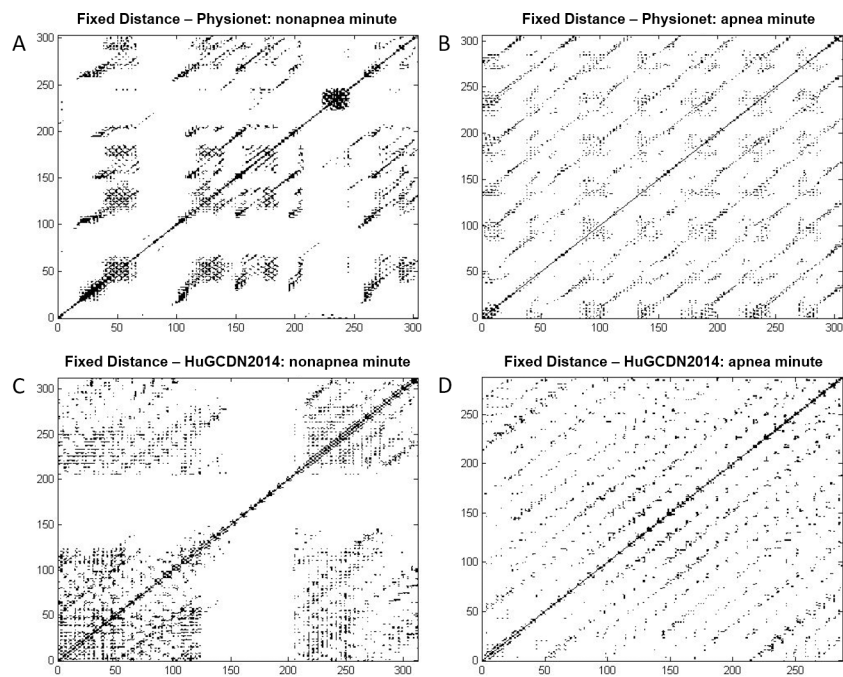 Fixed Distance – Physionet: nonapnea minute
A
300
250
200
150
100
50
0
0 50 100 150 200 250 300
Fixed Distance – Physionet: apnea minute
B
300
250
200
150
100
50
0
0 50 100 150 200 250 300
Fixed Distance – HuGCDN2014: nonapnea minute
C
300
250
200
150
100
50
0
0 50 100 150 200 250 300
Fixed Distance – HuGCDN2014: apnea minute
D
250
200
150
100
50
0
0 50 100 150 200 250